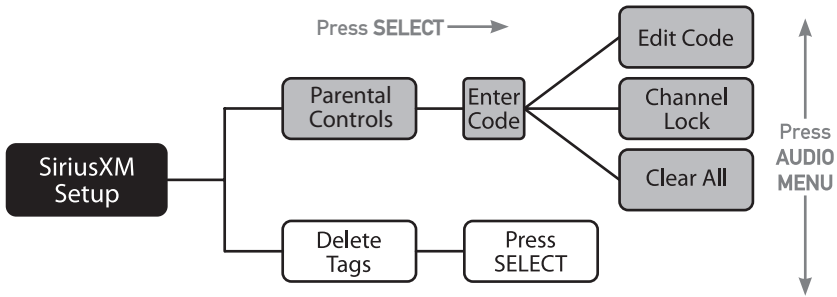 Press SELECT
Edit Code
Parental
Controls
Enter
Code
Channel
Lock
Press
AUDIO
MENU
SiriusXM
Setup
Clear All
Delete
Tags
Press
SELECT